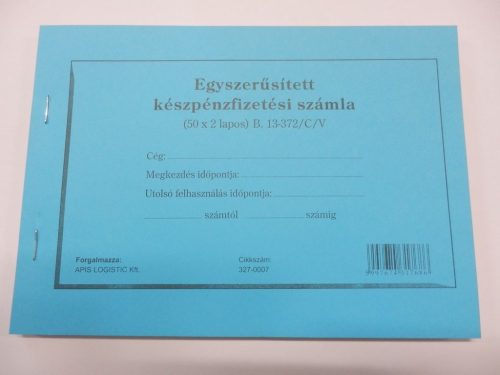 Egyszerűsített
készpénzfizetési számla
(50 x 2 lapos) B. 13-372/C/V
Cég:
Megkezdés időpontja:
Utolsó felhasználás időpontja:
számtól számig
Forgalmazza: Cikkszám:
APIS LOGISTIC Kft. 327-0007